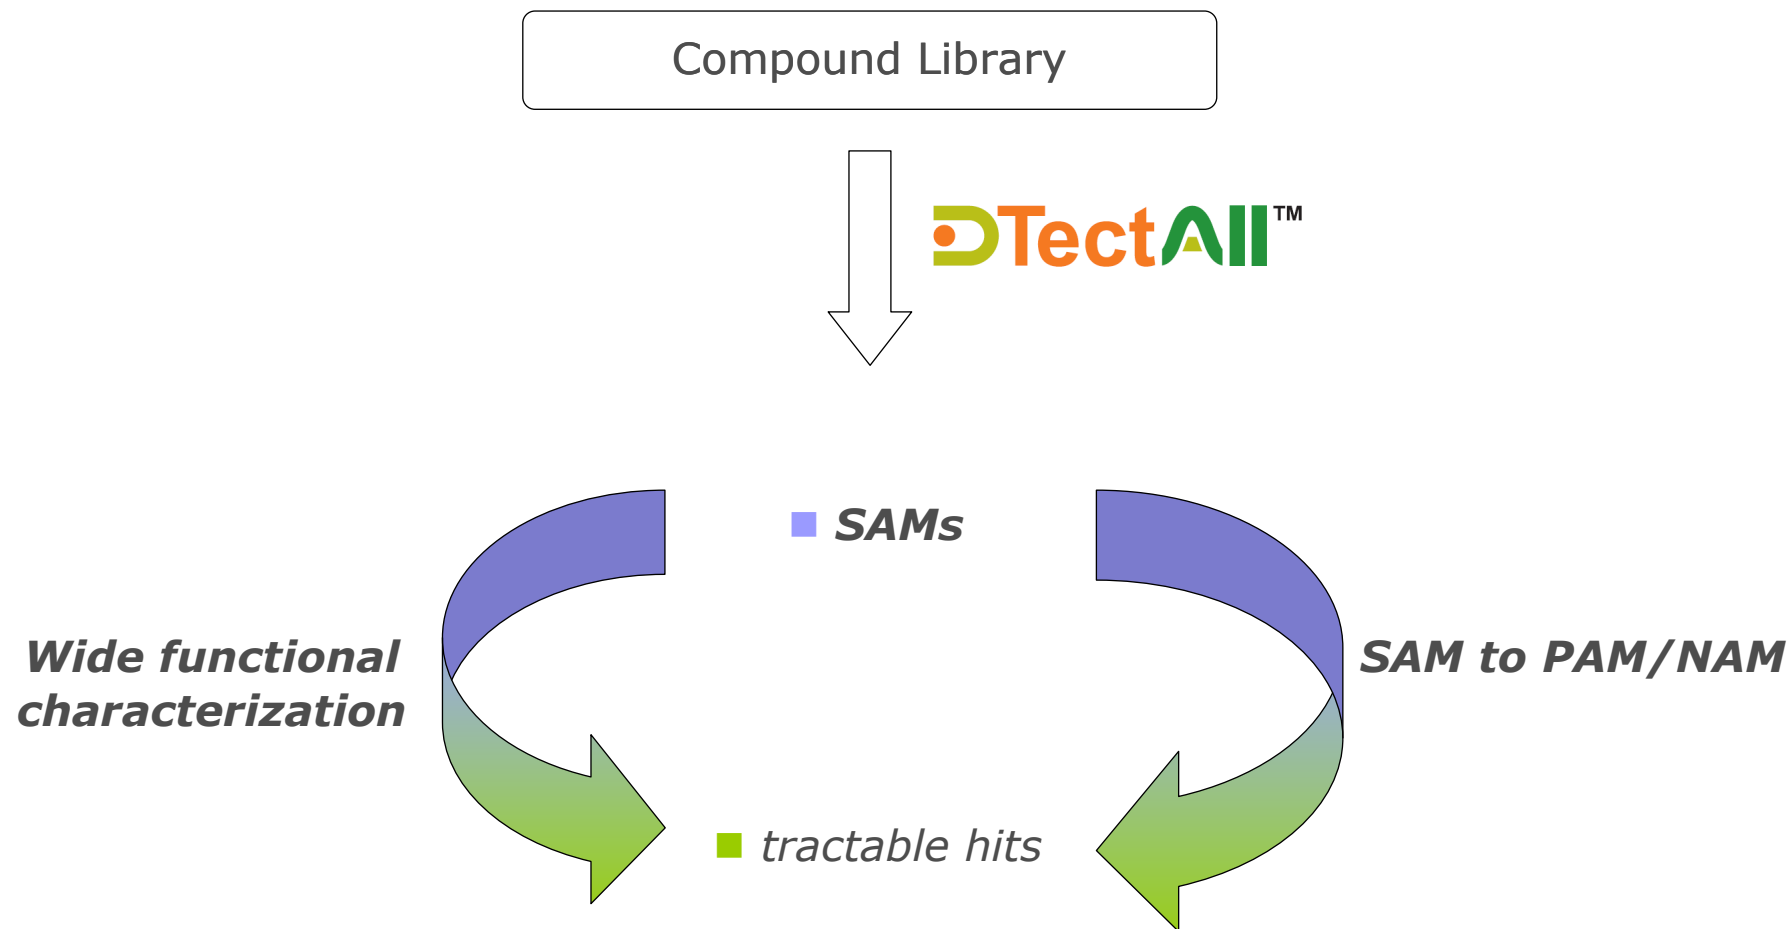 Compound Library
DTectAll™
SAMs
Wide functional
characterization
SAM to PAM/NAM
tractable hits